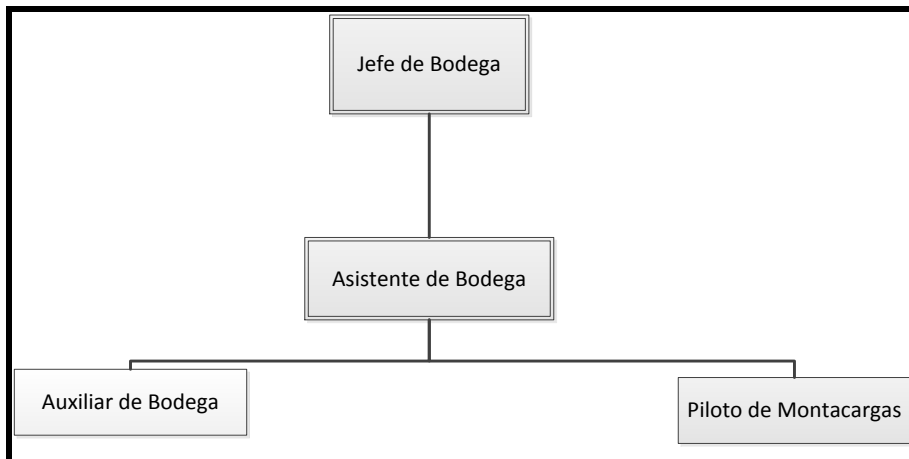 Jefe de Bodega
Asistente de Bodega
Auxiliar de Bodega
Piloto de Montacargas